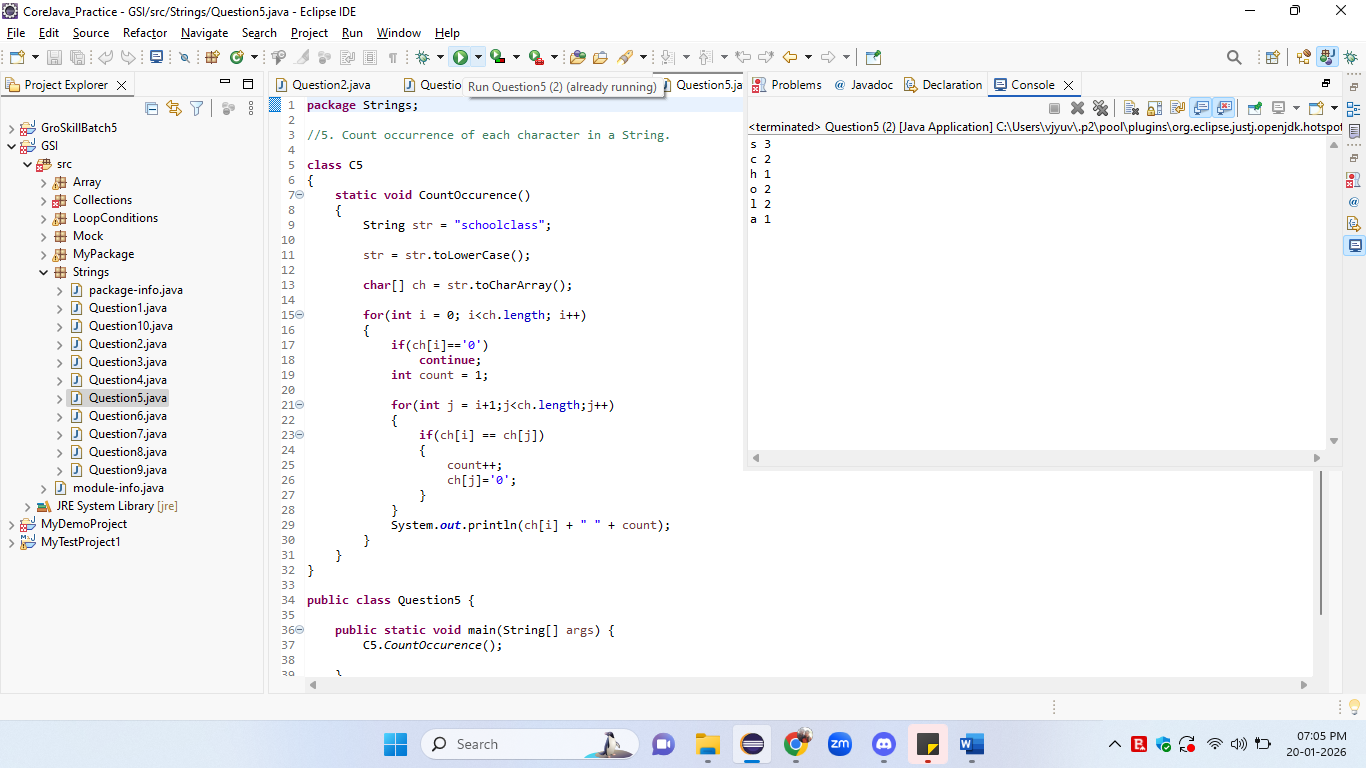 CoreJava_Practice - GSI/src/Strings/Question5.java - Eclipse IDE
File Edit Source Refactor Navigate Search Project Run Window Help
Project Explorer
GroSkillBatch5
GSI
src
Array
Collections
LoopConditions
Mock
MyPackage
Strings
package-info.java
Question1.java
Question10.java
Question2.java
Question3.java
Question4.java
Question5.java
Question6.java
Question7.java
Question8.java
Question9.java
module-info.java
JRE System Library [jre]
MyDemoProject
MyTestProject1
Question2.java Questio Question5.ja
Run Question5 (2) (already running)
1 package Strings;
2
3 //5. Count occurrence of each character in a String.
4
5 class C5
6 {
7 static void CountOccurence()
8 {
9 String str = "schoolclass";
10
11 str = str.toLowerCase();
12
13 char[] ch = str.toCharArray();
14
15 for(int i = 0; i<ch.length; i++)
16 {
17 if(ch[i]=='0')
18 continue;
19 int count = 1;
20
21 for(int j = i+1;j<ch.length;j++)
22 {
23 if(ch[i] == ch[j])
24 {
25 count++;
26 ch[j]='0';
27 }
28 }
29 System.out.println(ch[i] + " " + count);
30 }
31 }
32 }
33
34 public class Question5 {
35
36 public static void main(String[] args) {
37 C5.CountOccurence();
38
39 }
Problems Javadoc Declaration Console
<terminated> Question5 (2) [Java Application] C:\Users\vjyuv\.p2\pool\plugins\org.eclipse.justj.openjdk.hotspot
s 3
c 2
h 1
o 2
l 2
a 1
Search
zm
07:05 PM
20-01-2026